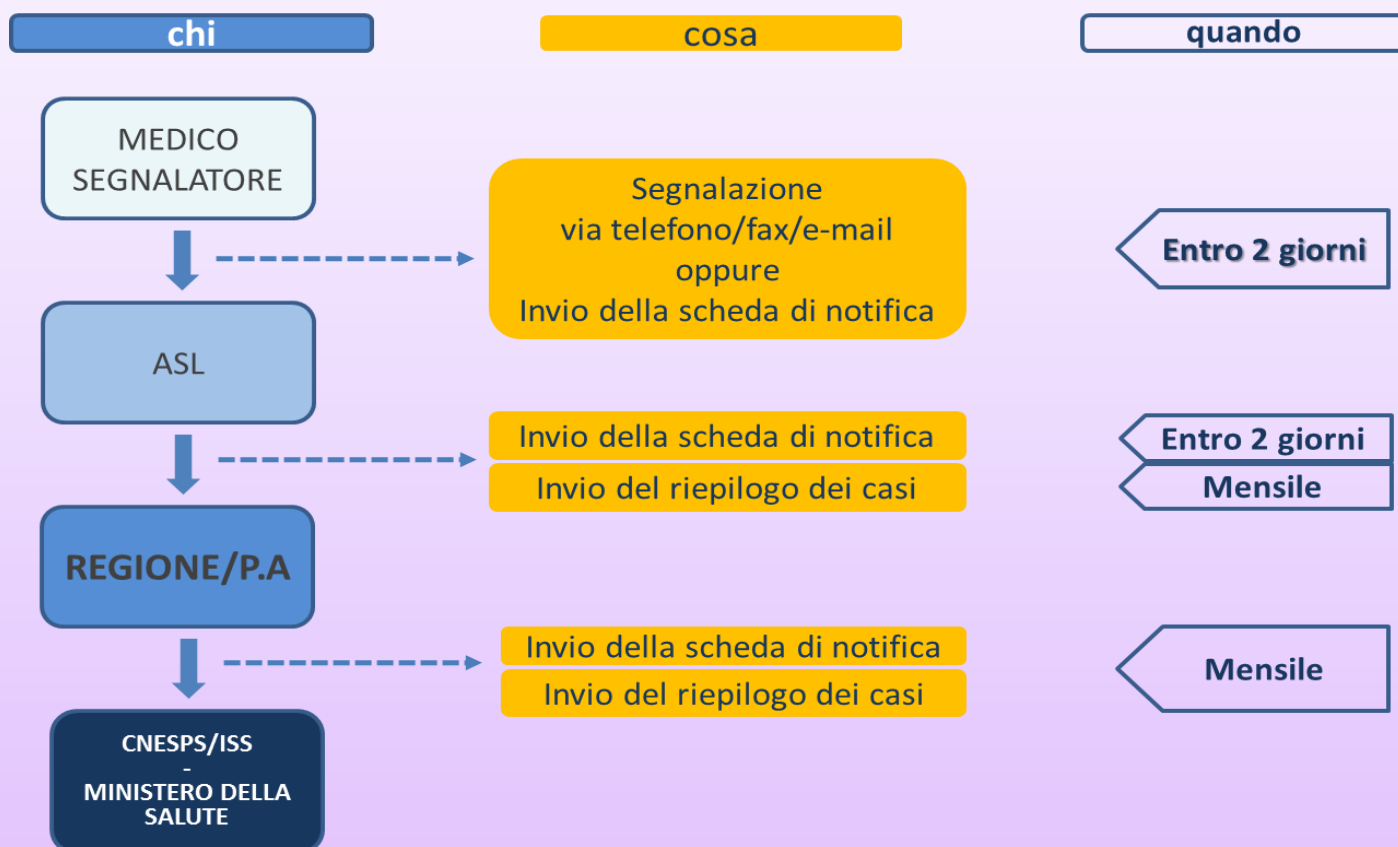 chi
cosa
quando
MEDICO
SEGNALATORE
Segnalazione
via telefono/fax/e-mail
oppure
Invio della scheda di notifica
Entro 2 giorni
ASL
Invio della scheda di notifica
Entro 2 giorni
Invio del riepilogo dei casi
Mensile
REGIONE/P.A
Invio della scheda di notifica
Invio del riepilogo dei casi
Mensile
CNESPS/ISS
-
MINISTERO DELLA
SALUTE